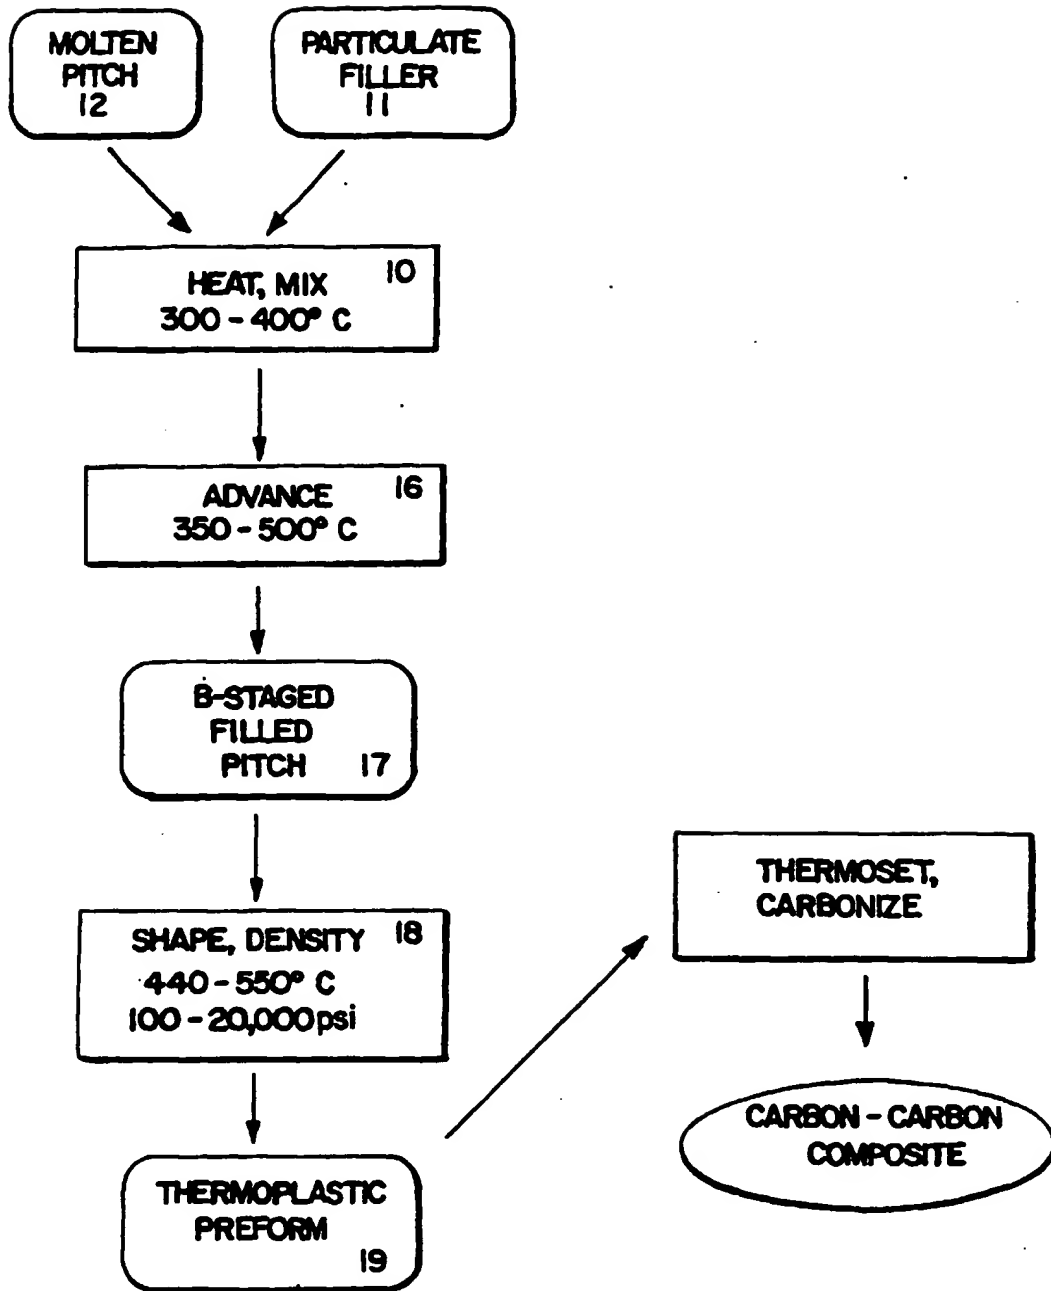 MOLTEN
PITCH
12
PARTICULATE
FILLER
11
10
HEAT, MIX
300-400° C
16
ADVANCE
350-500° C
B-STAGED
FILLED
PITCH 17
SHAPE, DENSITY 18
440-550° C
100-20,000 psi
THERMOPLASTIC
PREFORM
19
THERMOSET,
CARBONIZE
CARBON-CARBON
COMPOSITE